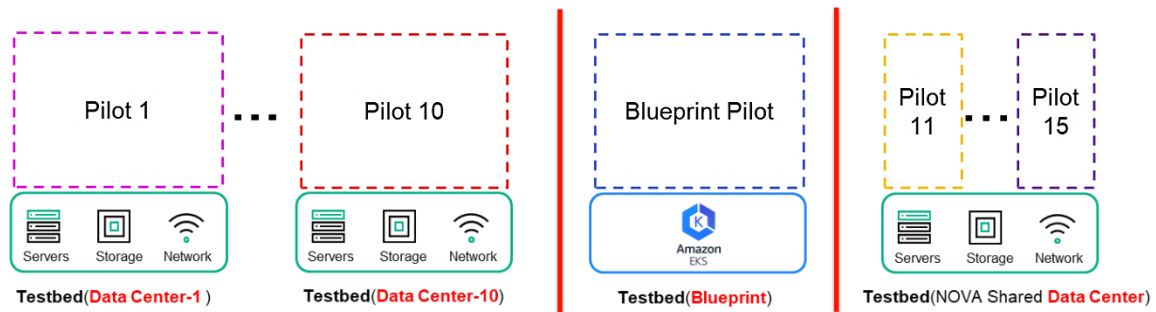 Pilot 1
...
Pilot 10
Blueprint Pilot
Pilot
11
...
Pilot
15
Servers
Storage
Network
Servers
Storage
Network
K
Amazon
EKS
Servers
Storage
Network
Testbed(Data Center-1 )
Testbed(Data Center-10)
Testbed(Blueprint)
Testbed(NOVA Shared Data Center)